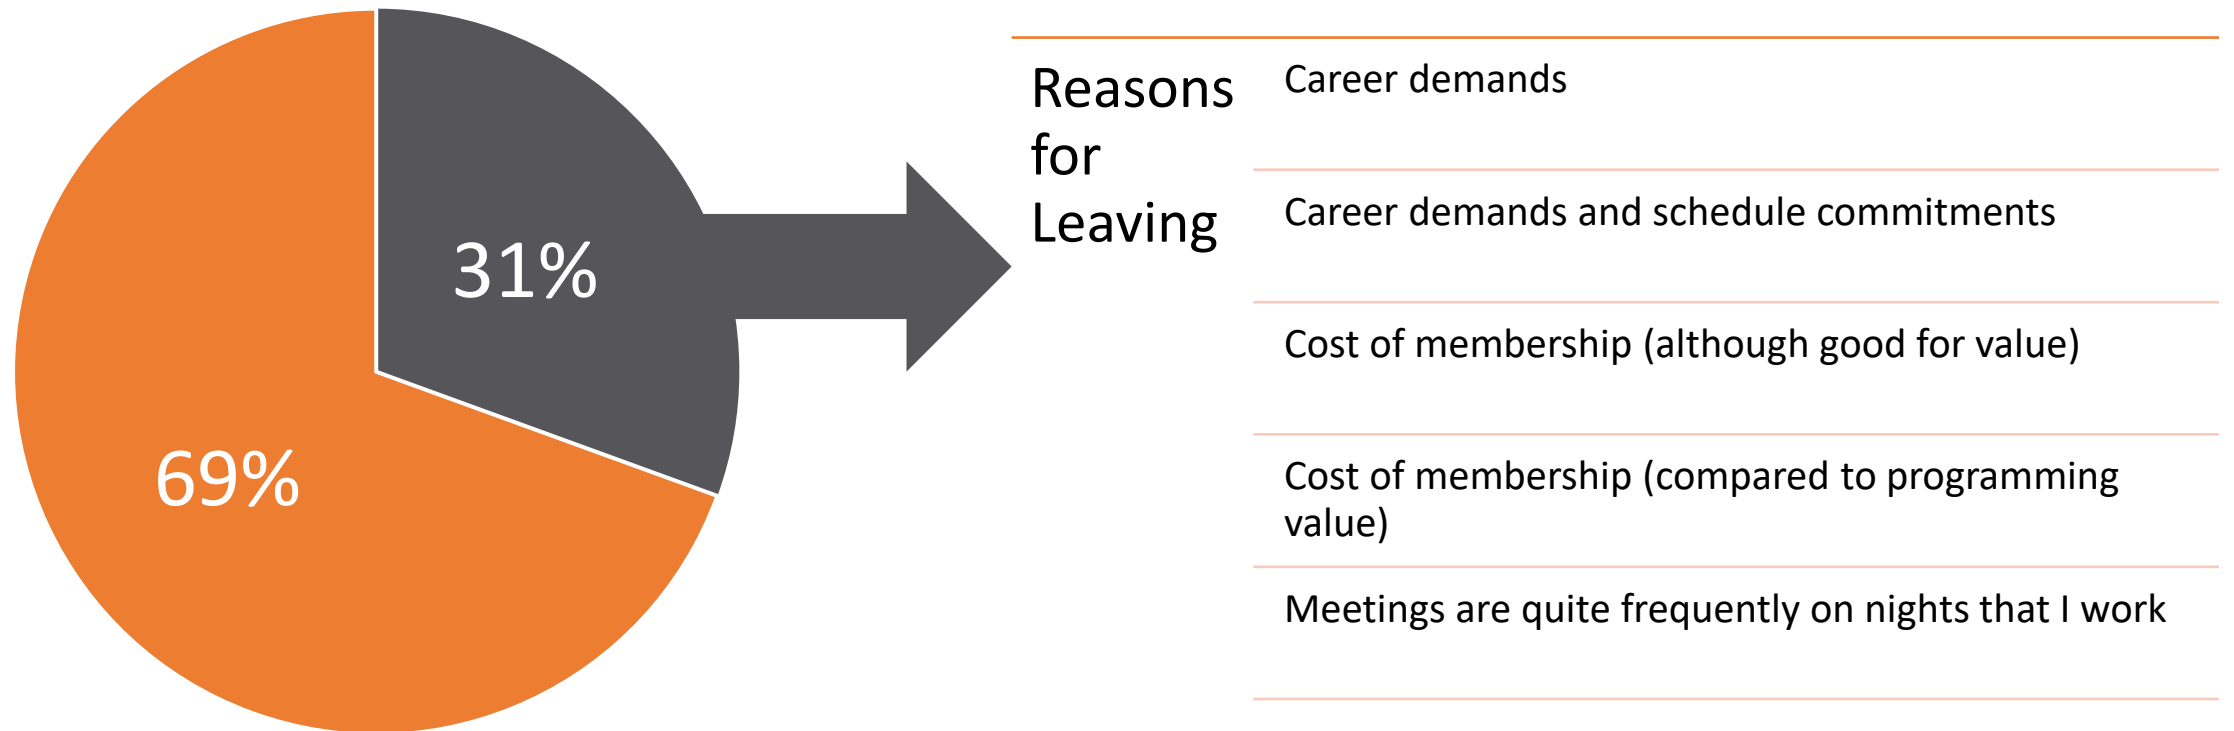 31%
69%
Reasons
for
Leaving
Career demands
Career demands and schedule commitments
Cost of membership (although good for value)
Cost of membership (compared to programming
value)
Meetings are quite frequently on nights that I work